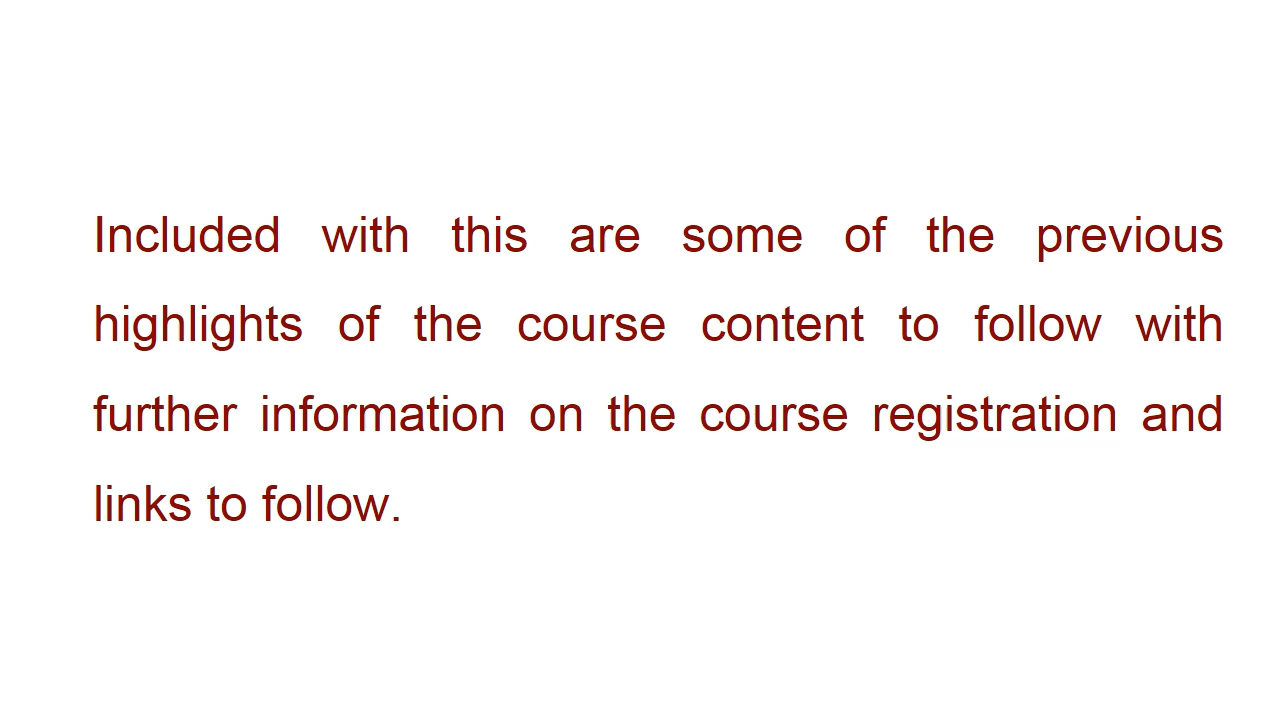 Included with this are some of the previous
highlights of the course content to follow with
further information on the course registration and
links to follow.